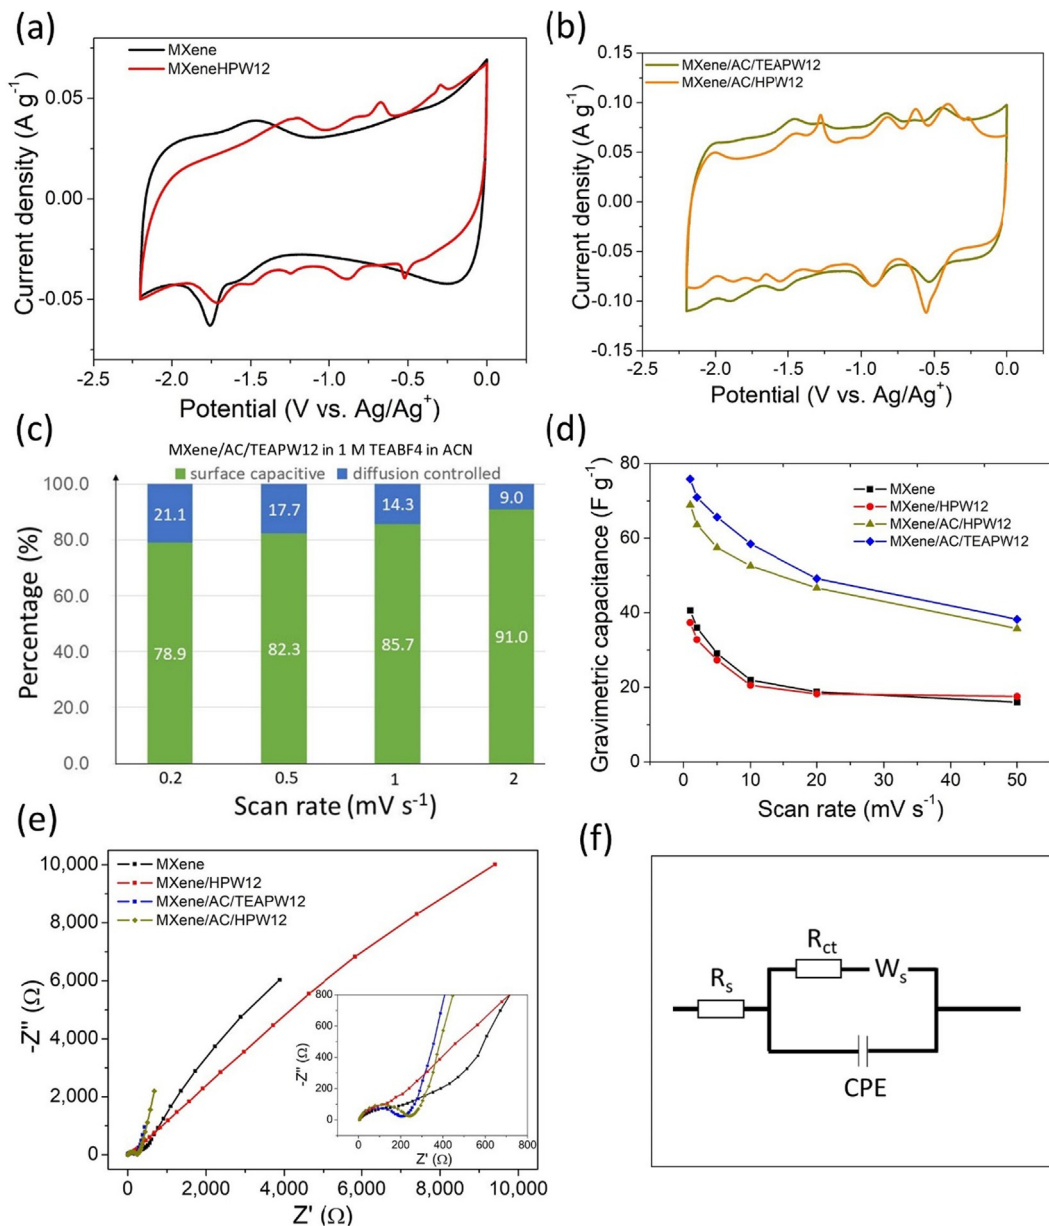 (a)
MXene
MXeneHPW12
0.05
0.00
-0.05
Current density (A g⁻¹)
-2.5 -2.0 -1.5 -1.0 -0.5 0.0
Potential (V vs. Ag/Ag⁺)
(b)
MXene/AC/TEAPW12
MXene/AC/HPW12
0.15
0.10
0.05
0.00
-0.05
-0.10
-0.15
Current density (A g⁻¹)
-2.5 -2.0 -1.5 -1.0 -0.5 0.0
Potential (V vs. Ag/Ag⁺)
(c)
MXene/AC/TEAPW12 in 1 M TEABF4 in ACN
surface capacitive diffusion controlled
100.0
80.0
60.0
40.0
20.0
0.0
Percentage (%)
21.1 17.7 14.3 9.0
78.9 82.3 85.7 91.0
0.2 0.5 1 2
Scan rate (mV s⁻¹)
(d)
MXene
MXene/HPW12
MXene/AC/HPW12
MXene/AC/TEAPW12
80
60
40
20
0
Gravimetric capacitance (F g⁻¹)
0 10 20 30 40 50
Scan rate (mV s⁻¹)
(e)
MXene
MXene/HPW12
MXene/AC/TEAPW12
MXene/AC/HPW12
10,000
8,000
6,000
4,000
2,000
0
-Z" (Ω)
0 2,000 4,000 6,000 8,000 10,000
Z' (Ω)
800
600
400
200
0
-Z" (Ω)
0 200 400 600 800
Z' (Ω)
(f)
Rct
Rs
Ws
CPE